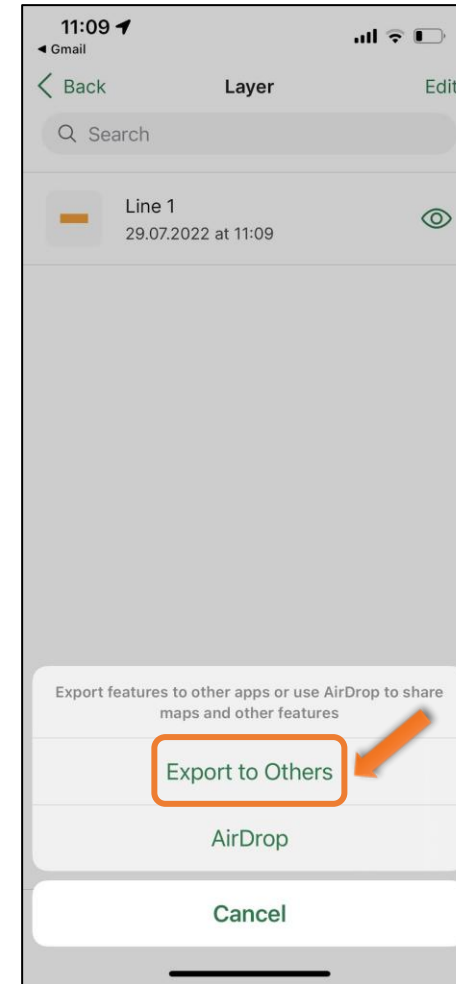 11:09
◀ Gmail
Back Layer Edit
Search
Line 1
29.07.2022 at 11:09
Export features to other apps or use AirDrop to share
maps and other features
Export to Others
AirDrop
Cancel